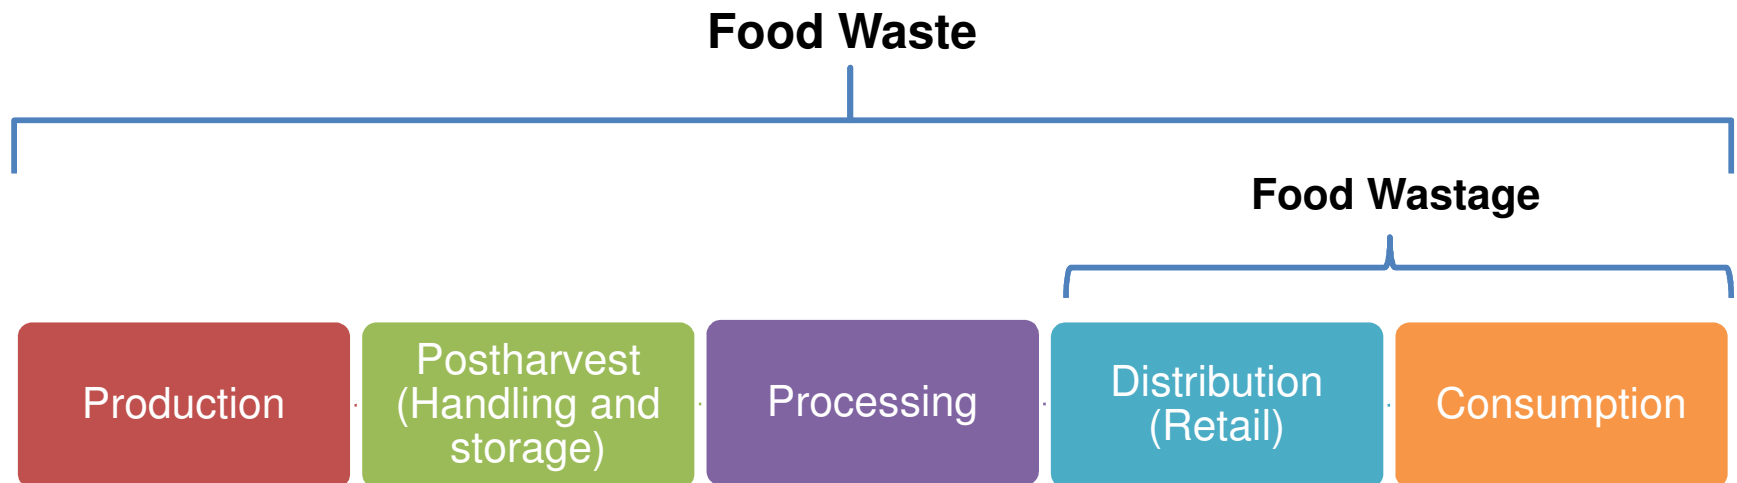 Food Waste
Food Wastage
Production
Postharvest
(Handling and
storage)
Processing
Distribution
(Retail)
Consumption